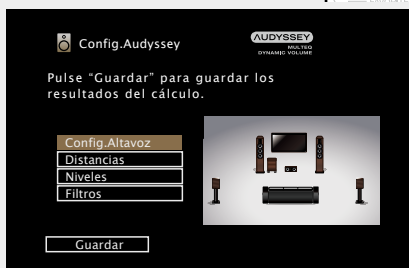 Config.Audyssey
AUDYSSEY
MULTEQ
DYNAMIC VOLUME
Pulse “Guardar” para guardar los
resultados del cálculo.
Config.Altavoz
Distancias
Niveles
Filtros
Guardar